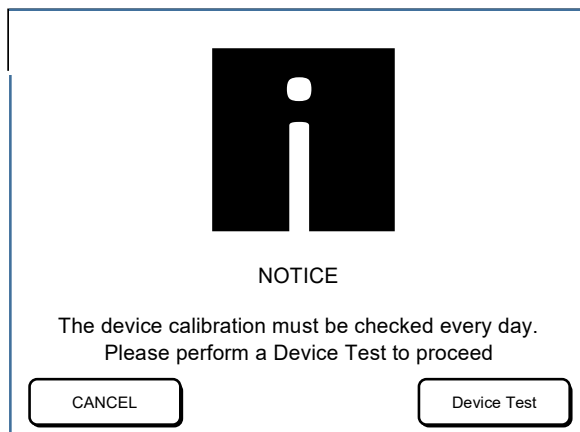 NOTICE
The device calibration must be checked every day.
Please perform a Device Test to proceed
CANCEL
Device Test